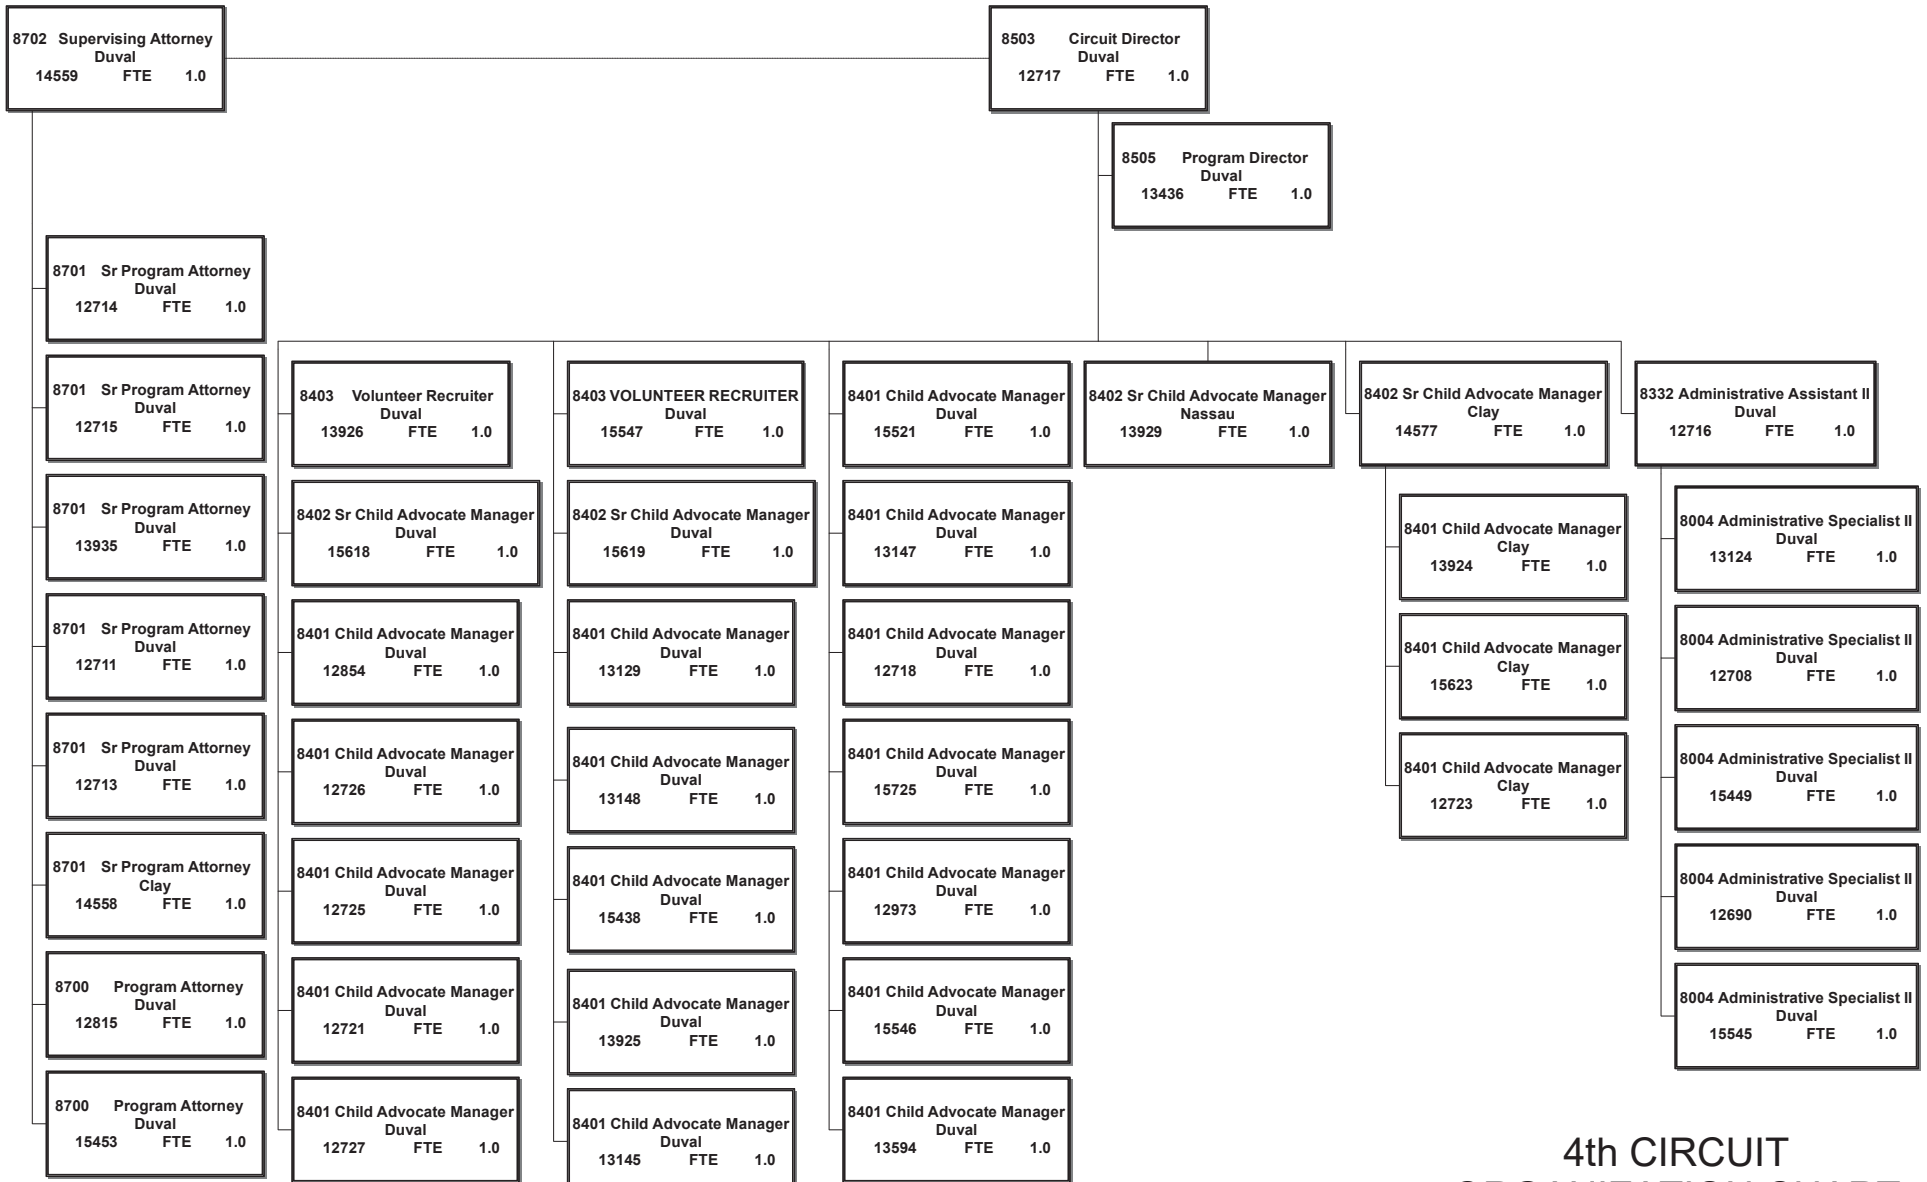 8702 Supervising Attorney
Duval
14559 FTE 1.0
8503 Circuit Director
Duval
12717 FTE 1.0
8505 Program Director
Duval
13436 FTE 1.0
8701 Sr Program Attorney
Duval
12714 FTE 1.0
8701 Sr Program Attorney
Duval
12715 FTE 1.0
8701 Sr Program Attorney
Duval
13935 FTE 1.0
8701 Sr Program Attorney
Duval
12711 FTE 1.0
8701 Sr Program Attorney
Duval
12713 FTE 1.0
8701 Sr Program Attorney
Clay
14558 FTE 1.0
8700 Program Attorney
Duval
12815 FTE 1.0
8700 Program Attorney
Duval
15453 FTE 1.0
8403 Volunteer Recruiter
Duval
13926 FTE 1.0
8402 Sr Child Advocate Manager
Duval
15618 FTE 1.0
8401 Child Advocate Manager
Duval
12854 FTE 1.0
8401 Child Advocate Manager
Duval
12726 FTE 1.0
8401 Child Advocate Manager
Duval
12725 FTE 1.0
8401 Child Advocate Manager
Duval
12721 FTE 1.0
8401 Child Advocate Manager
Duval
12727 FTE 1.0
8403 VOLUNTEER RECRUITER
Duval
15547 FTE 1.0
8402 Sr Child Advocate Manager
Duval
15619 FTE 1.0
8401 Child Advocate Manager
Duval
13129 FTE 1.0
8401 Child Advocate Manager
Duval
13148 FTE 1.0
8401 Child Advocate Manager
Duval
15438 FTE 1.0
8401 Child Advocate Manager
Duval
13925 FTE 1.0
8401 Child Advocate Manager
Duval
13145 FTE 1.0
8401 Child Advocate Manager
Duval
15521 FTE 1.0
8401 Child Advocate Manager
Duval
13147 FTE 1.0
8401 Child Advocate Manager
Duval
12718 FTE 1.0
8401 Child Advocate Manager
Duval
15725 FTE 1.0
8401 Child Advocate Manager
Duval
12973 FTE 1.0
8401 Child Advocate Manager
Duval
15546 FTE 1.0
8401 Child Advocate Manager
Duval
13594 FTE 1.0
8402 Sr Child Advocate Manager
Nassau
13929 FTE 1.0
8402 Sr Child Advocate Manager
Clay
14577 FTE 1.0
8401 Child Advocate Manager
Clay
13924 FTE 1.0
8401 Child Advocate Manager
Clay
15623 FTE 1.0
8401 Child Advocate Manager
Clay
12723 FTE 1.0
8332 Administrative Assistant II
Duval
12716 FTE 1.0
8004 Administrative Specialist II
Duval
13124 FTE 1.0
8004 Administrative Specialist II
Duval
12708 FTE 1.0
8004 Administrative Specialist II
Duval
15449 FTE 1.0
8004 Administrative Specialist II
Duval
12690 FTE 1.0
8004 Administrative Specialist II
Duval
15545 FTE 1.0
4th CIRCUIT